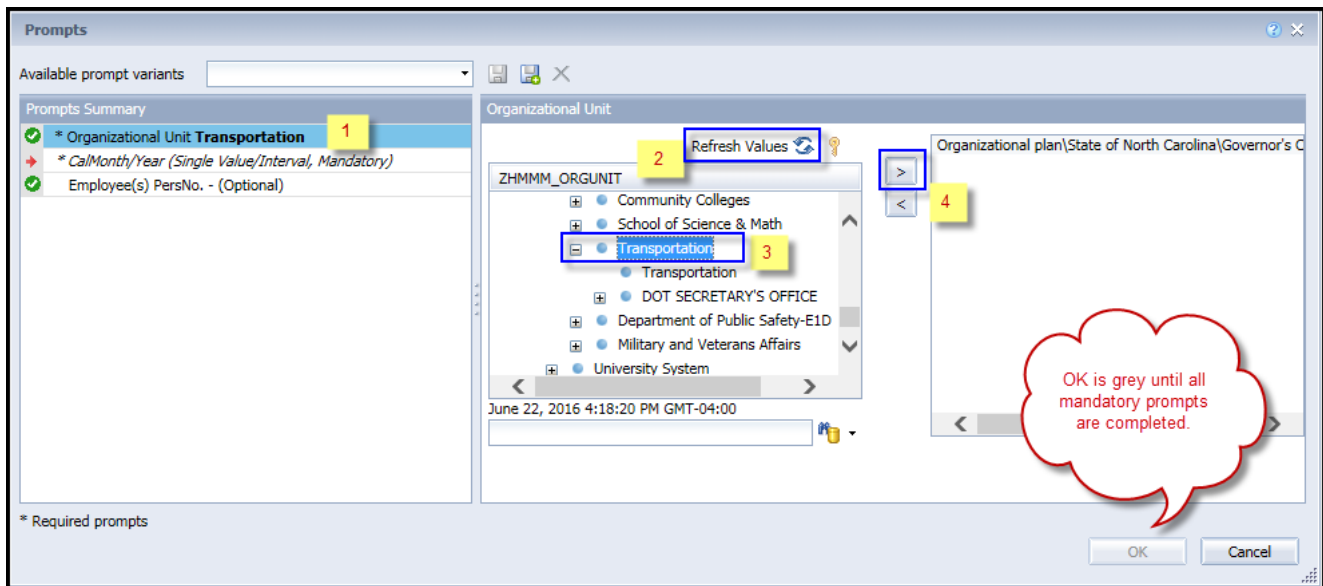 Prompts
Available prompt variants
Prompts Summary
* Organizational Unit Transportation
1
* CalMonth/Year (Single Value/Interval, Mandatory)
Employee(s) PersNo. - (Optional)
Organizational Unit
2
Refresh Values
ZHMMM_ORGUNIT
Community Colleges
School of Science & Math
Transportation
3
Transportation
DOT SECRETARY'S OFFICE
Department of Public Safety-E1D
Military and Veterans Affairs
University System
June 22, 2016 4:18:20 PM GMT-04:00
>
<
4
Organizational plan\State of North Carolina\Governor's C
OK is grey until all
mandatory prompts
are completed.
* Required prompts
OK
Cancel